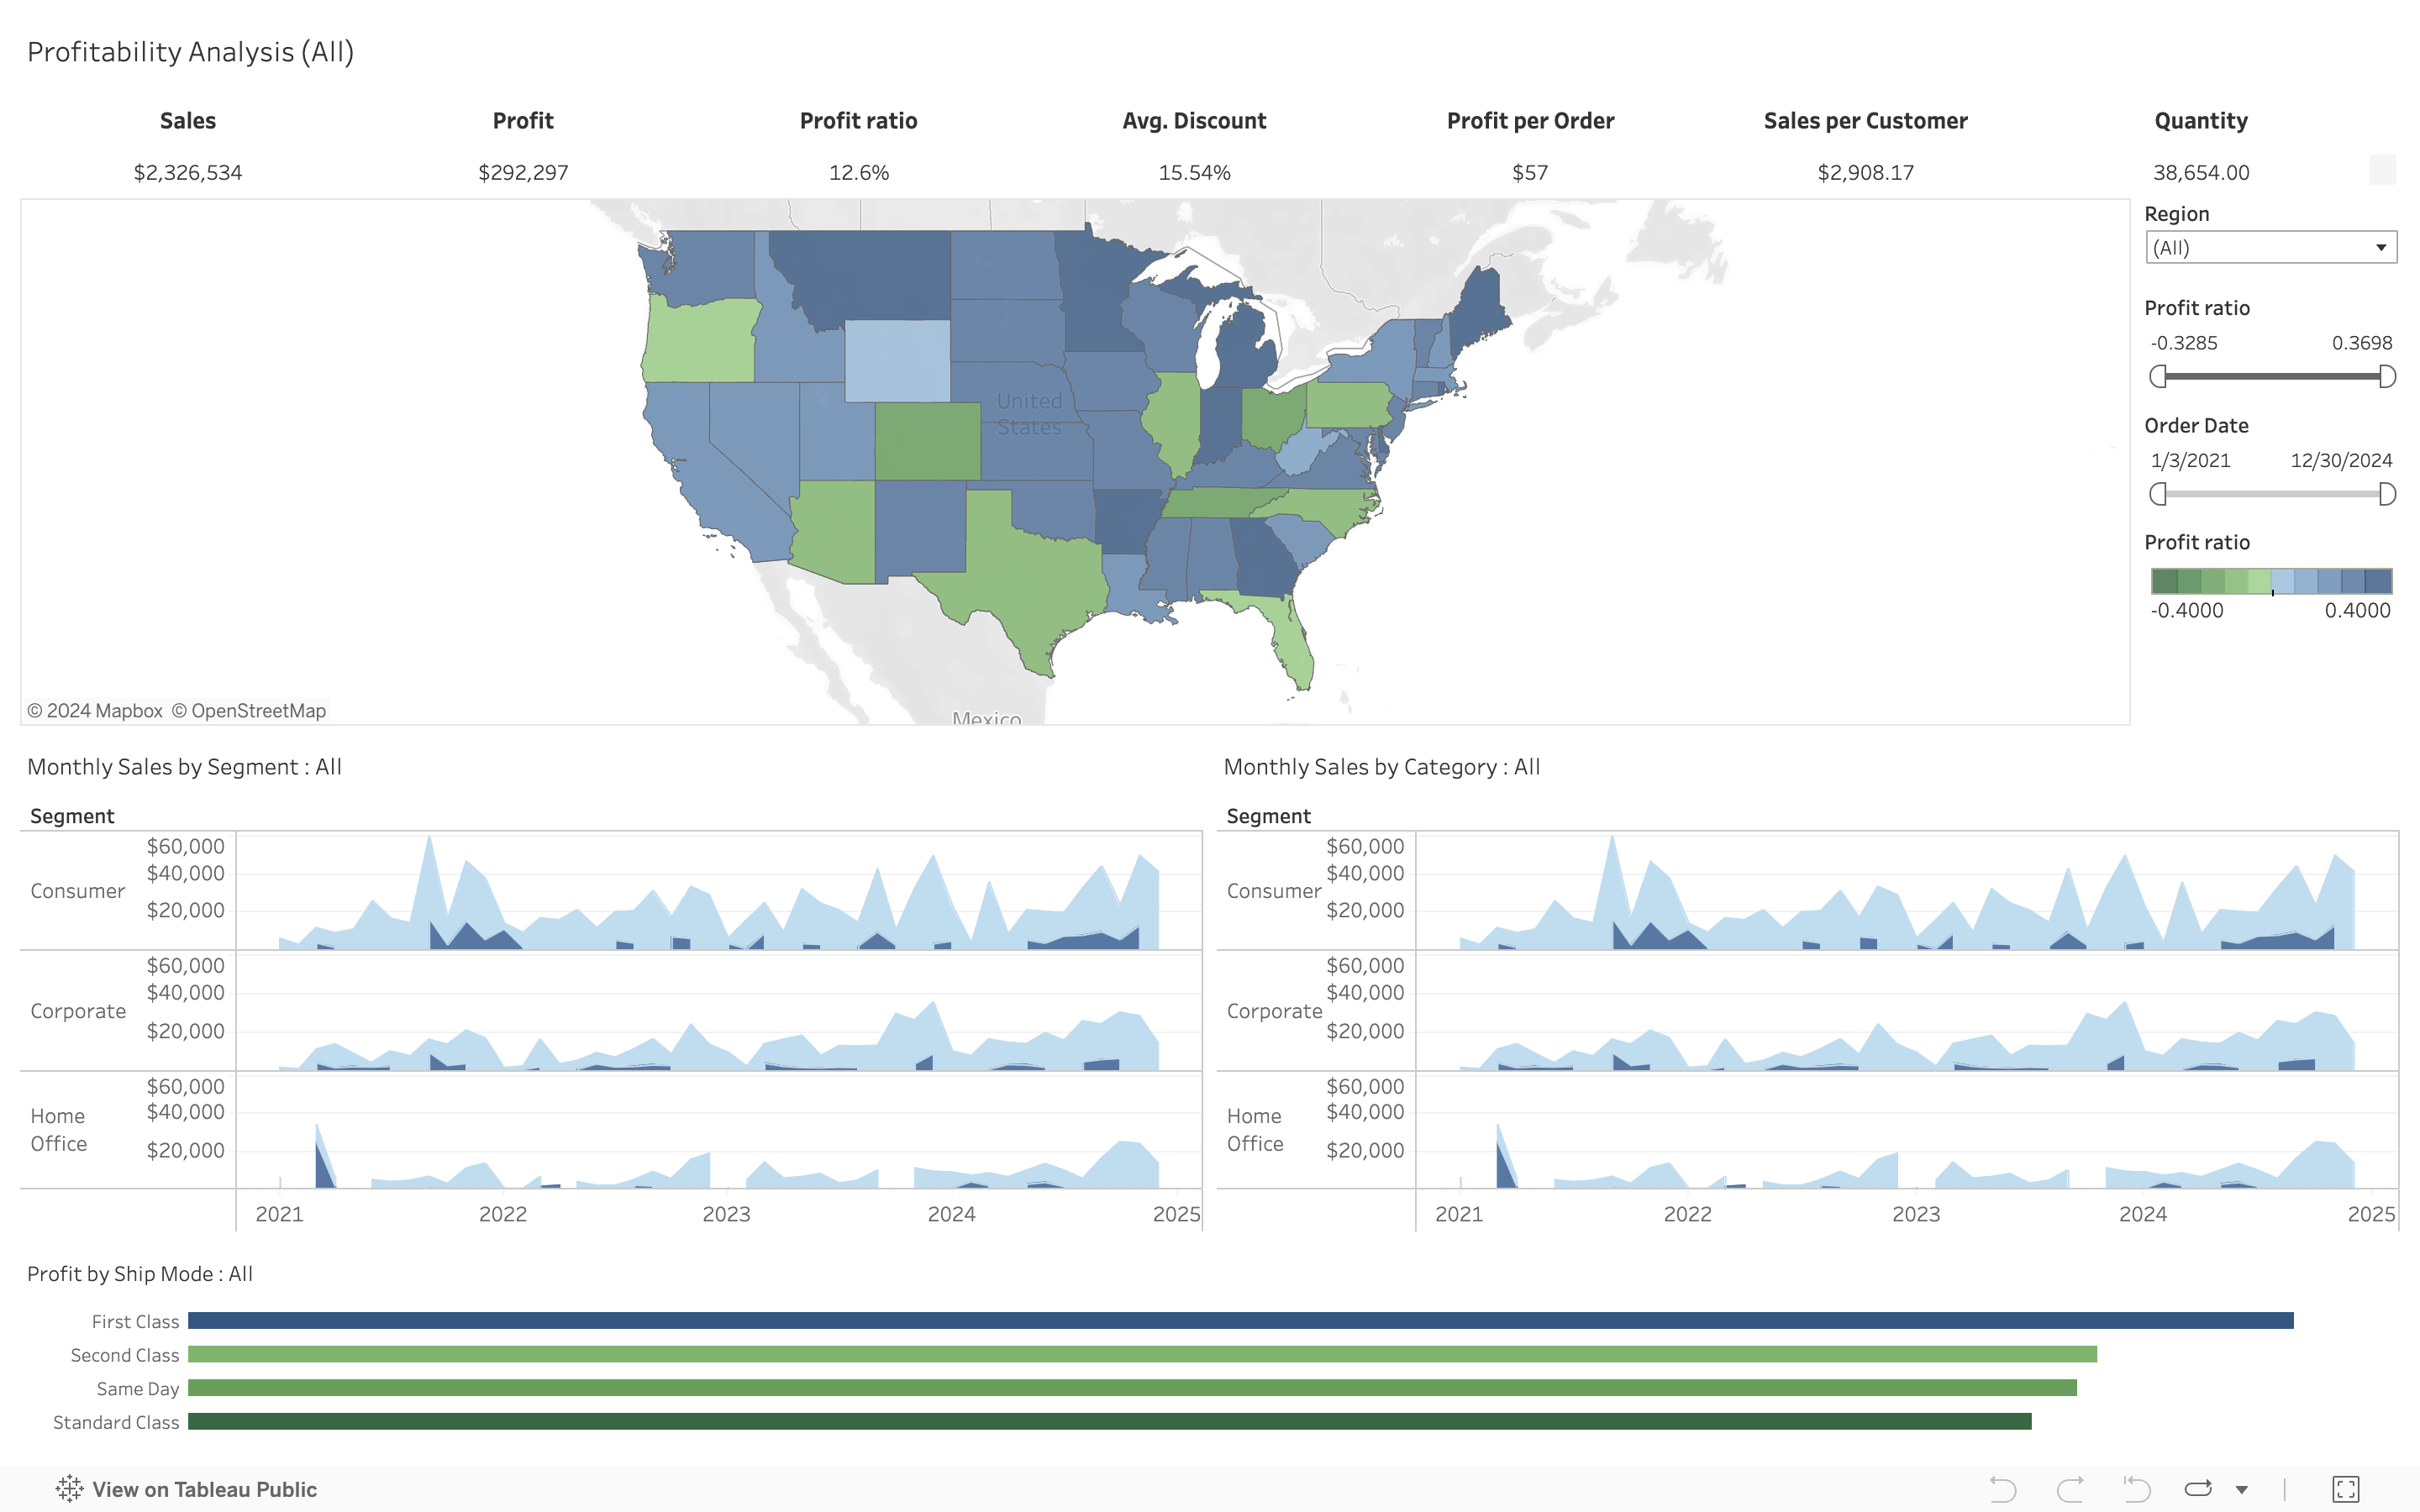 Profitability Analysis (All)
Sales Profit Profit ratio Avg. Discount Profit per Order Sales per Customer Quantity
$2,326,534 $292,297 12.6% 15.54% $57 $2,908.17 38,654.00
United
States
Mexico
© 2024 Mapbox © OpenStreetMap
Region
(All)
Profit ratio
-0.3285 0.3698
Order Date
1/3/2021 12/30/2024
Profit ratio
-0.4000 0.4000
Monthly Sales by Segment : All
Segment
Consumer
$60,000
$40,000
$20,000
Corporate
$60,000
$40,000
$20,000
Home
Office
$60,000
$40,000
$20,000
2021 2022 2023 2024 2025
Monthly Sales by Category : All
Segment
Consumer
$60,000
$40,000
$20,000
Corporate
$60,000
$40,000
$20,000
Home
Office
$60,000
$40,000
$20,000
2021 2022 2023 2024 2025
Profit by Ship Mode : All
First Class
Second Class
Same Day
Standard Class
View on Tableau Public